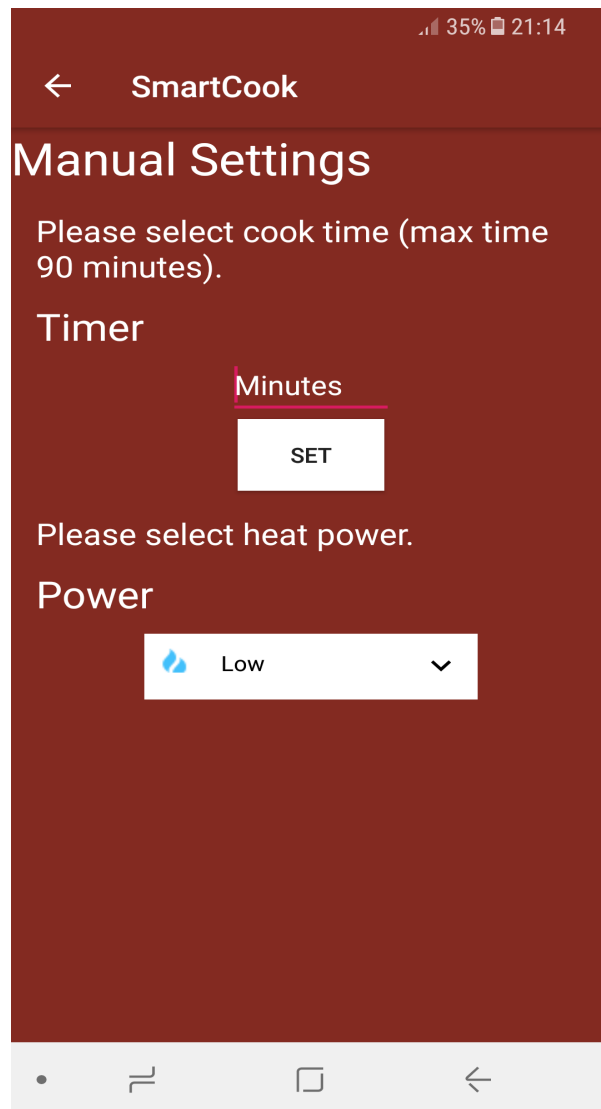 35% 21:14
SmartCook
Manual Settings
Please select cook time (max time
90 minutes).
Timer
Minutes
SET
Please select heat power.
Power
Low